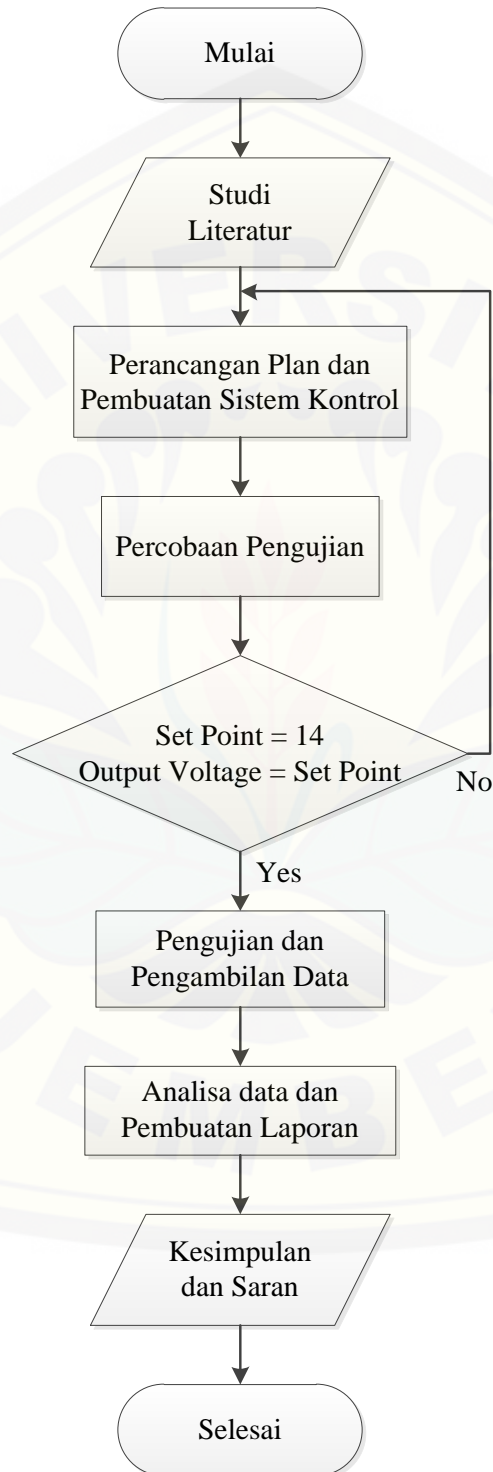 Mulai
Studi
Literatur
Perancangan Plan dan
Pembuatan Sistem Kontrol
Percobaan Pengujian
Set Point = 14
Output Voltage = Set Point
No
Yes
Pengujian dan
Pengambilan Data
Analisa data dan
Pembuatan Laporan
Kesimpulan
dan Saran
Selesai